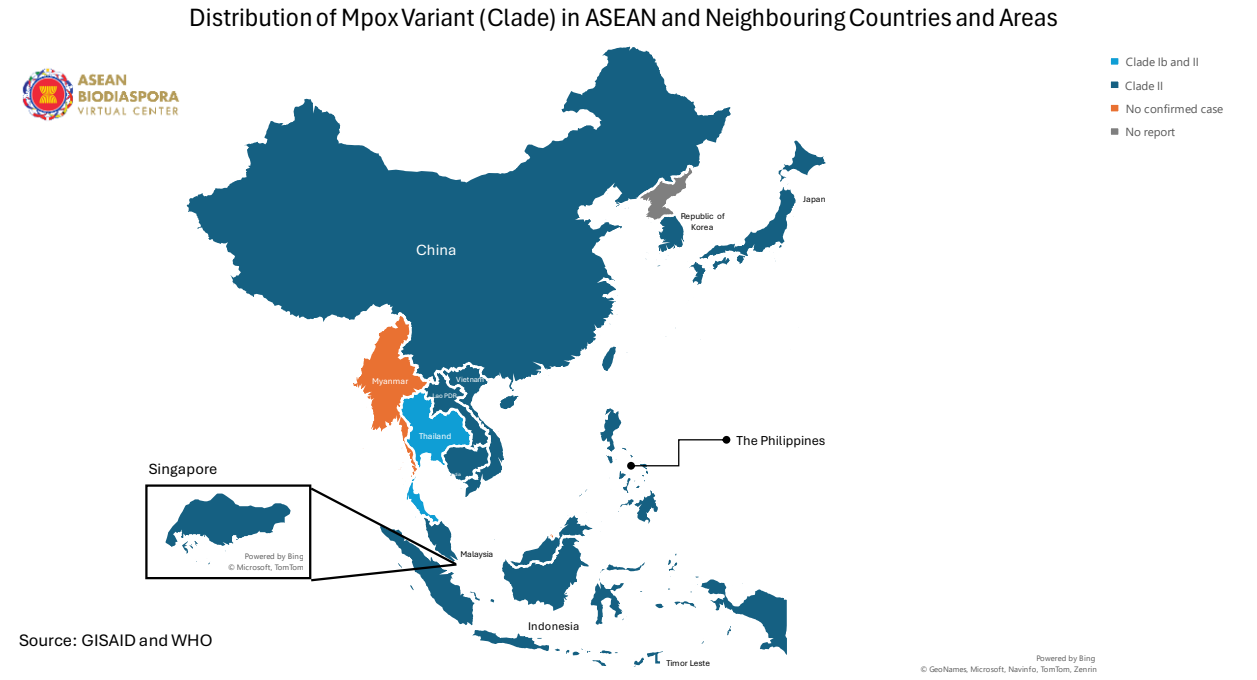 Distribution of Mpox Variant (Clade) in ASEAN and Neighbouring Countries and Areas
ASEAN
BIODIASPORA
VIRTUAL CENTER
Clade Ib and II
Clade II
No confirmed case
No report
Japan
Republic of
Korea
China
Myanmar
Vietnam
Lao PDR
Thailand
The Philippines
Singapore
Powered by Bing
© Microsoft, TomTom
Malaysia
Indonesia
Source: GISAID and WHO
Timor Leste
Powered by Bing
© GeoNames, Microsoft, Navinfo, TomTom, Zenrin